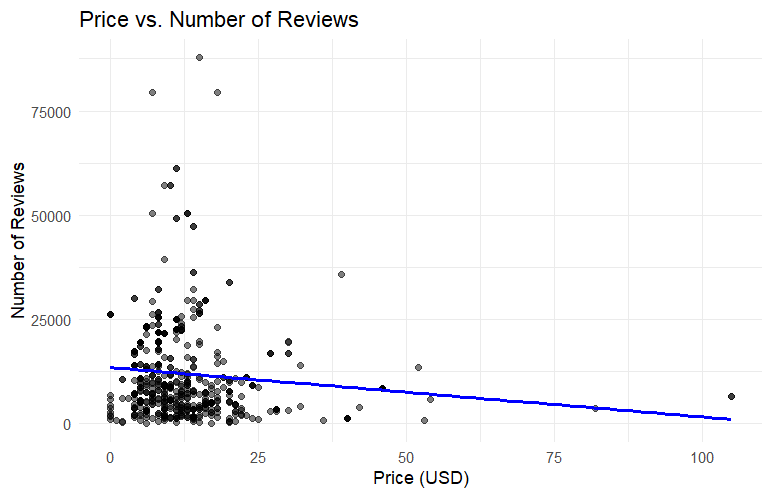 Price vs. Number of Reviews
Number of Reviews
75000
50000
25000
0
0 25 50 75 100
Price (USD)